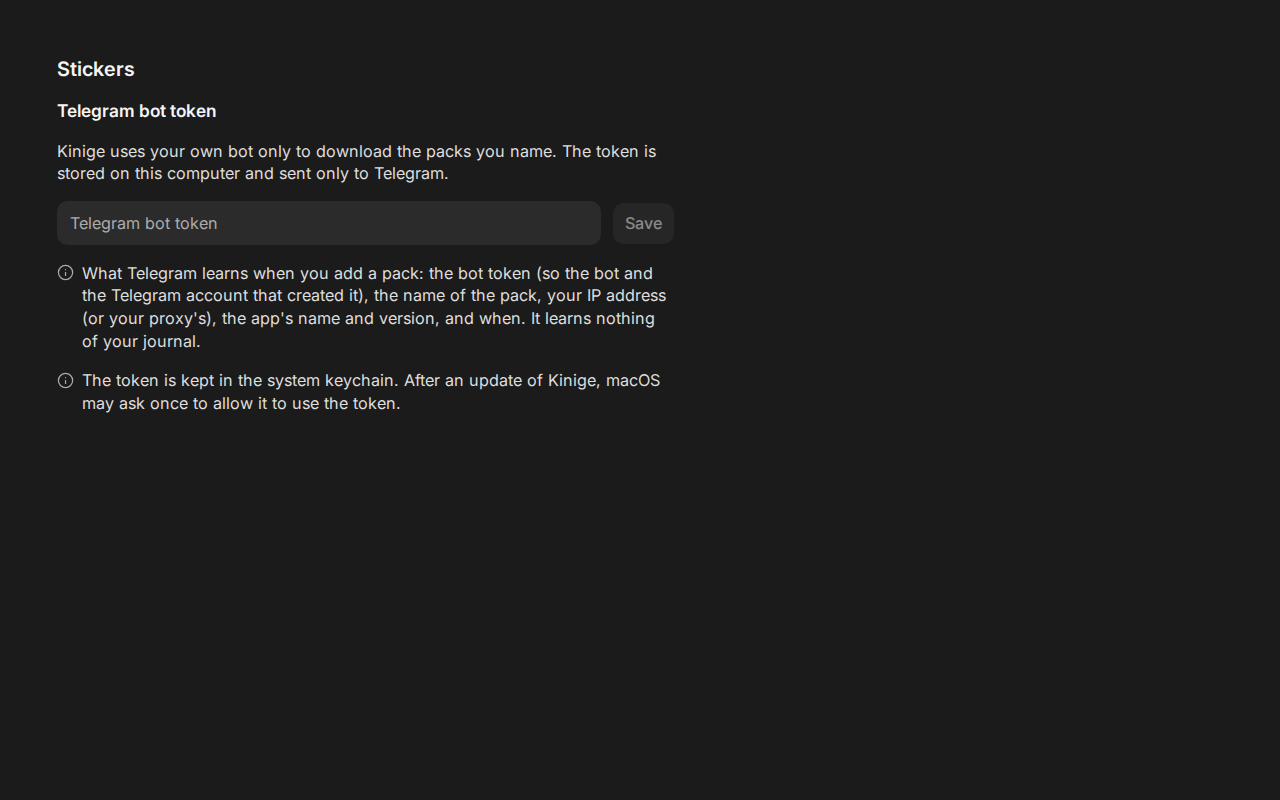 Stickers
Telegram bot token
Kinige uses your own bot only to download the packs you name. The token is
stored on this computer and sent only to Telegram.
Telegram bot token
Save
What Telegram learns when you add a pack: the bot token (so the bot and
the Telegram account that created it), the name of the pack, your IP address
(or your proxy's), the app's name and version, and when. It learns nothing
of your journal.
The token is kept in the system keychain. After an update of Kinige, macOS
may ask once to allow it to use the token.